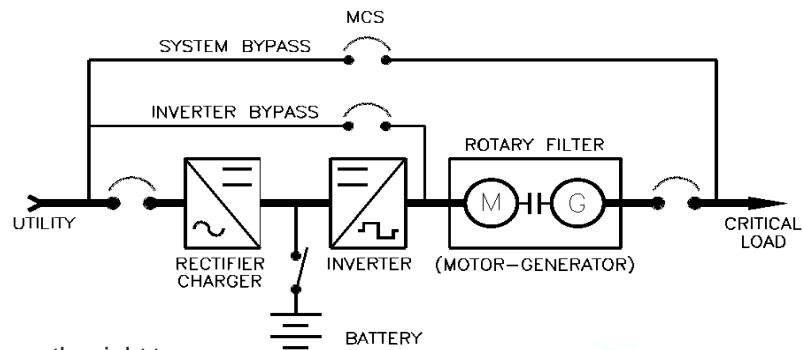 MCS
SYSTEM BYPASS
INVERTER BYPASS
ROTARY FILTER
M
G
UTILITY
CRITICAL
LOAD
RECTIFIER
CHARGER
INVERTER
(MOTOR-GENERATOR)
BATTERY